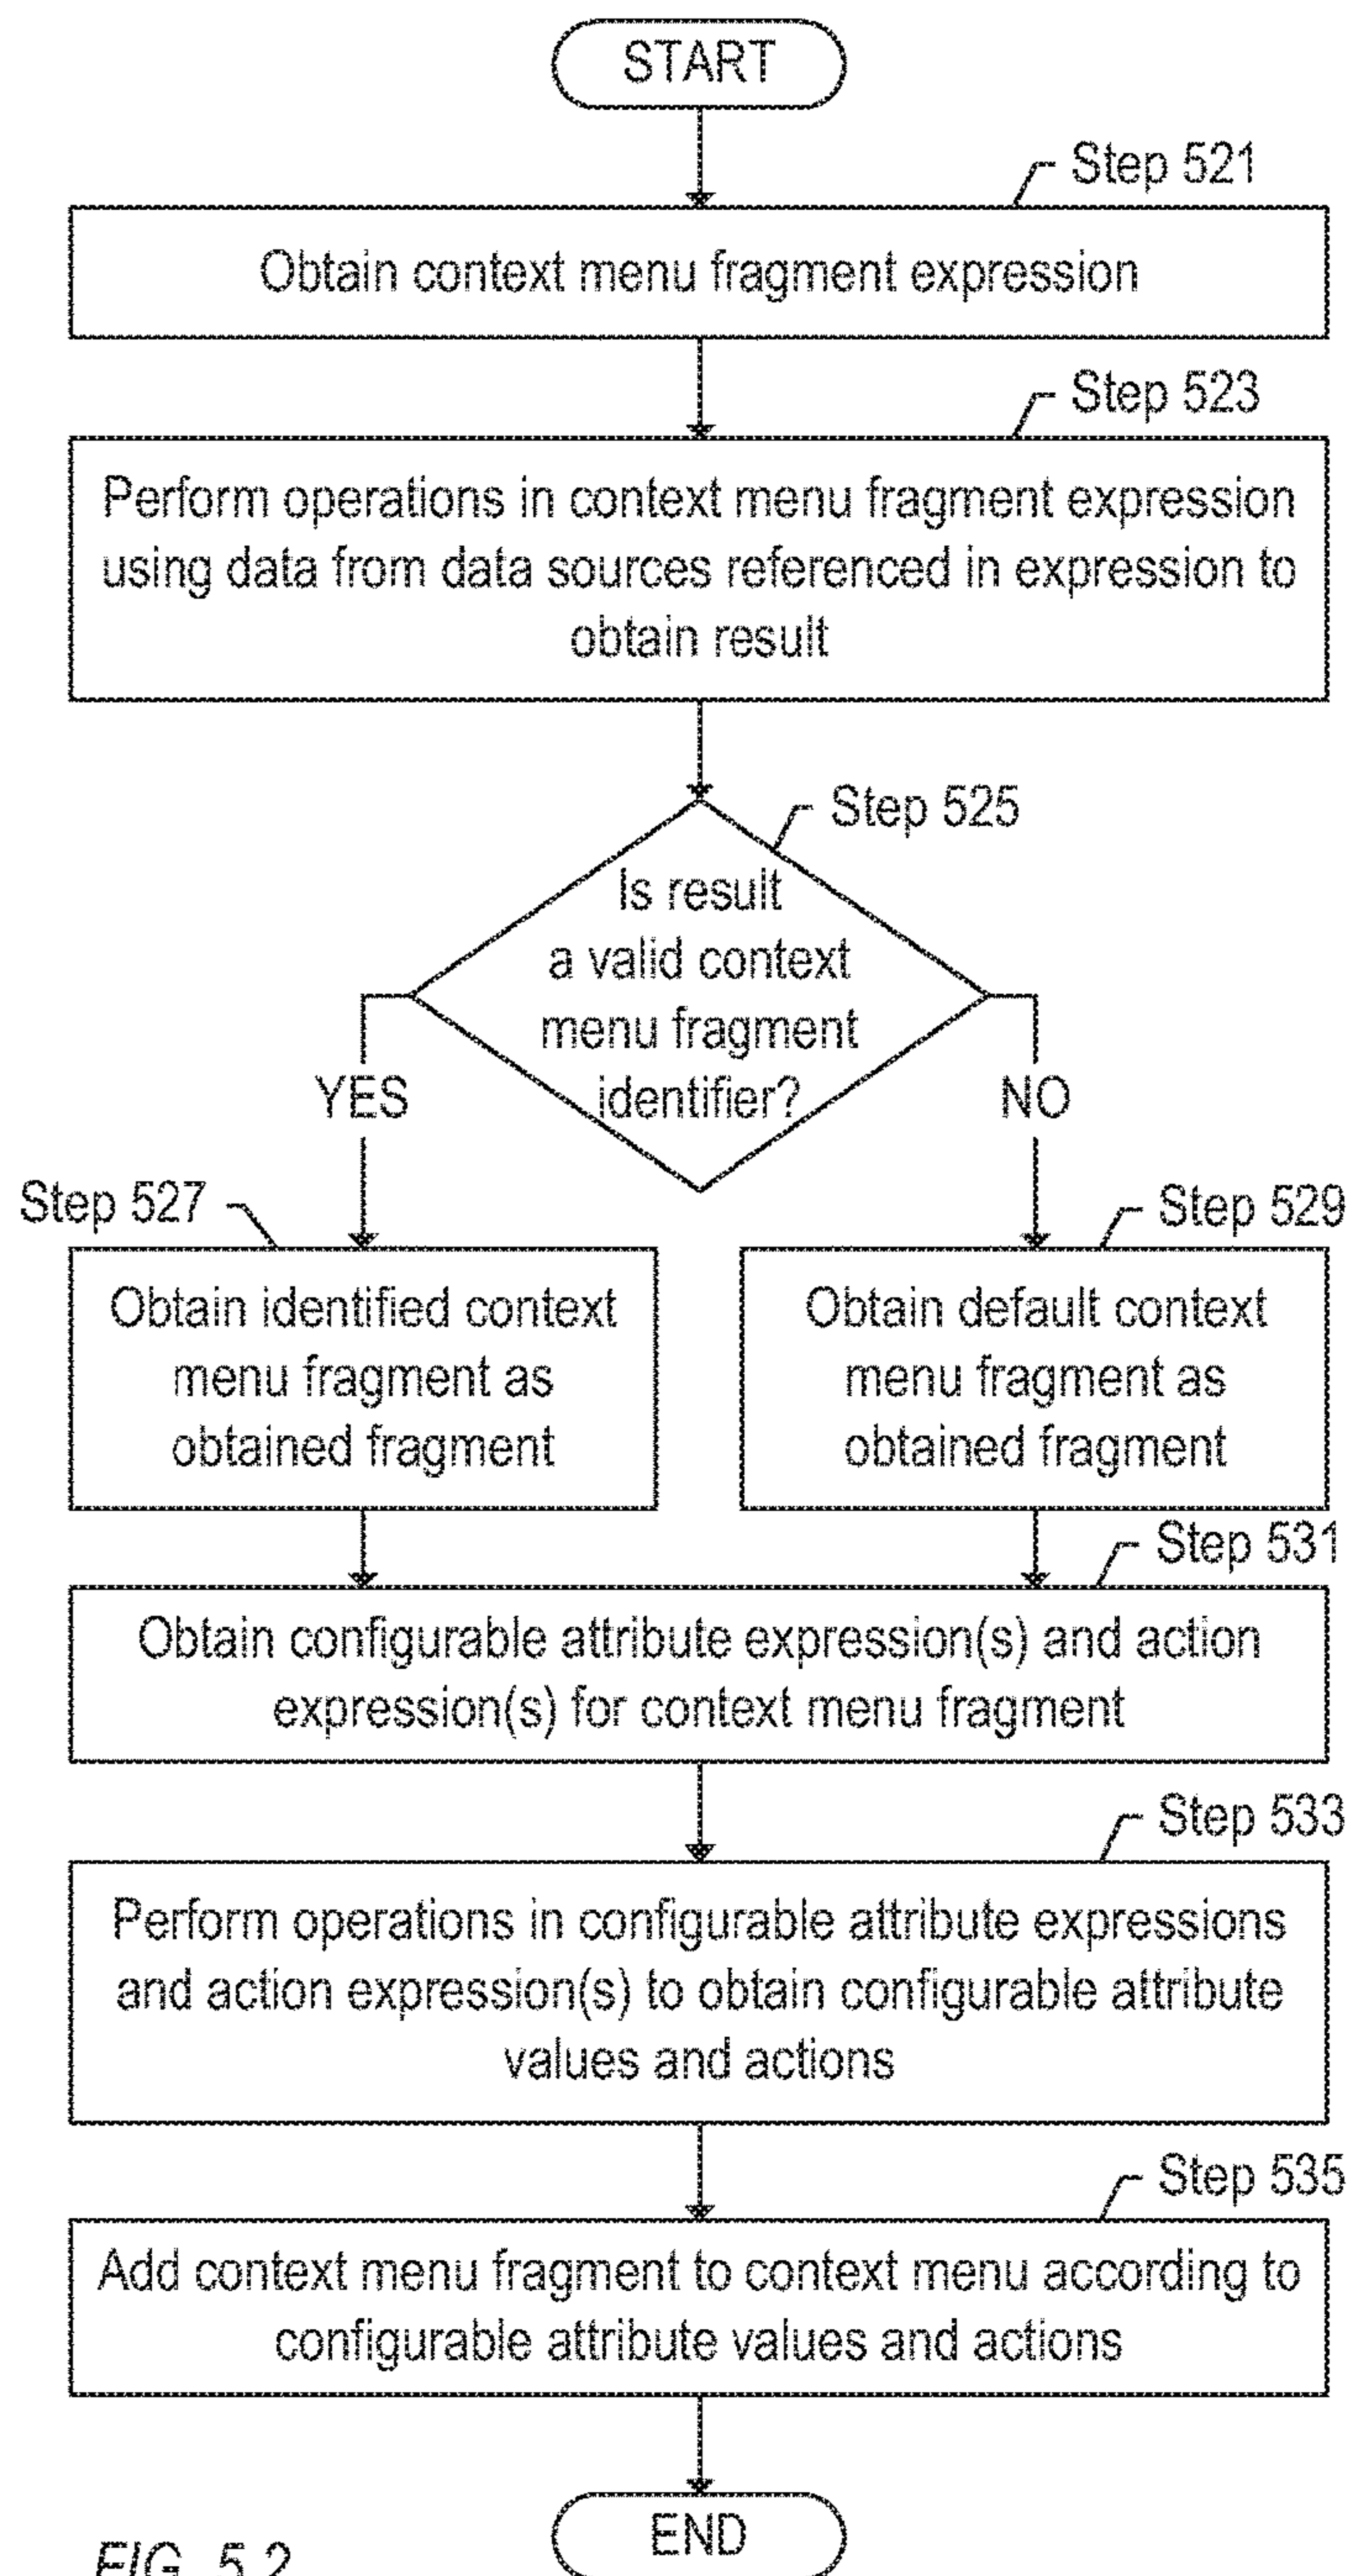 START
Step 521
Obtain context menu fragment expression
Step 523
Perform operations in context menu fragment expression
using data from data sources referenced in expression to
obtain result
Step 525
Is result
a valid context
menu fragment
identifier?
YES
NO
Step 527
Step 529
Obtain identified context
menu fragment as
obtained fragment
Obtain default context
menu fragment as
obtained fragment
Step 531
Obtain configurable attribute expression(s) and action
expression(s) for context menu fragment
Step 533
Perform operations in configurable attribute expressions
and action expression(s) to obtain configurable attribute
values and actions
Step 535
Add context menu fragment to context menu according to
configurable attribute values and actions
END
FIG. 5.2